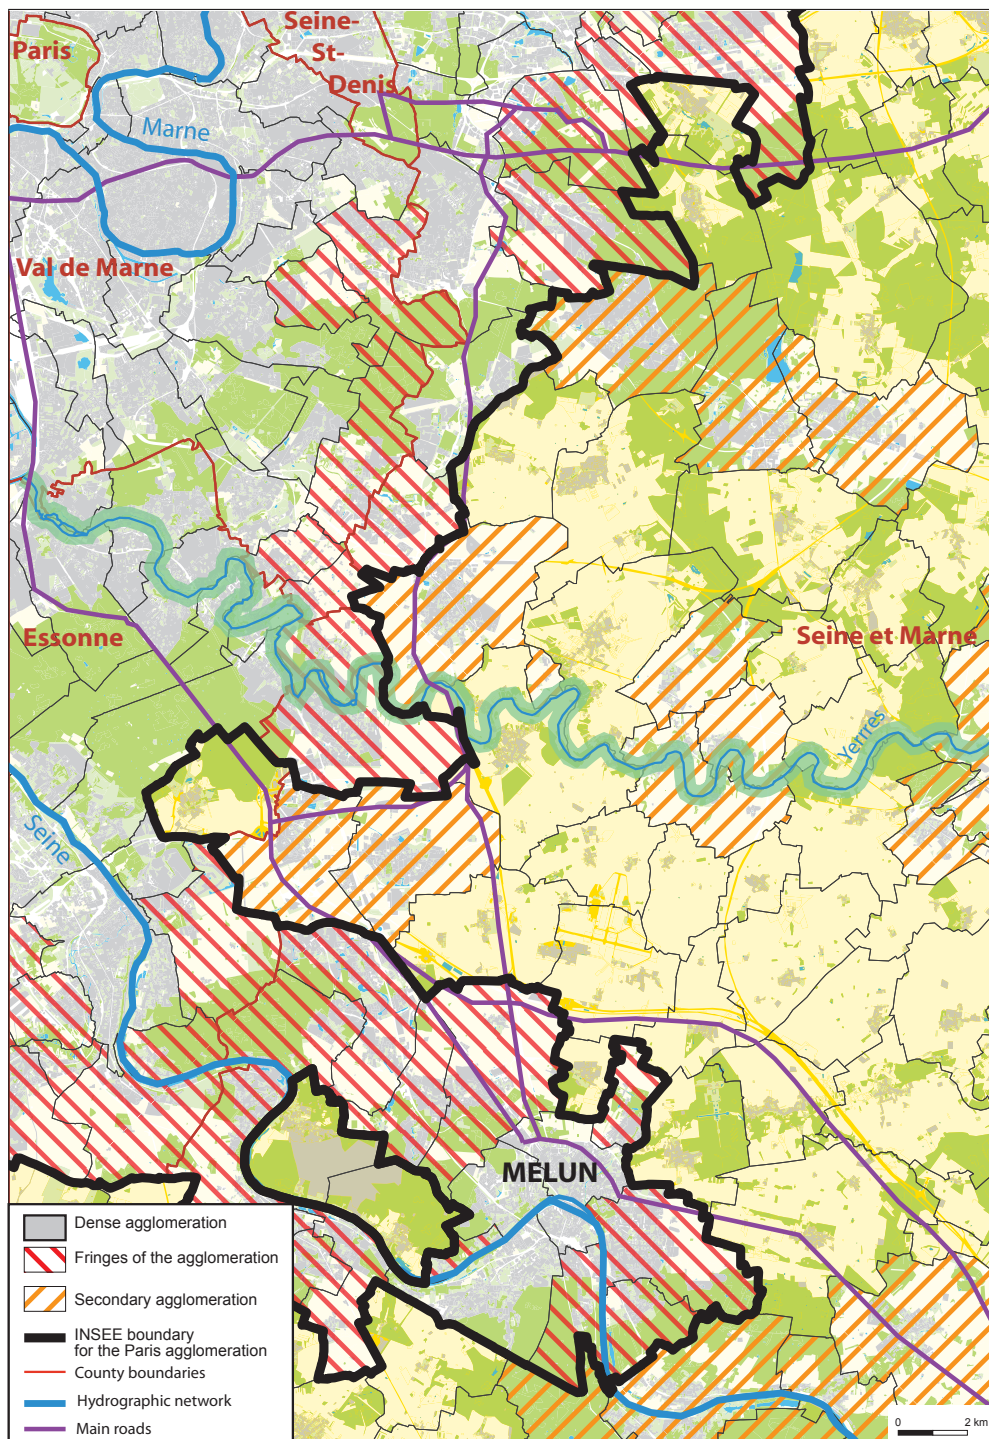 Paris
Seine-
St-
Denis
Marne
Val de Marne
Essonne
Seine et Marne
Yerres
Seine
MELUN
Dense agglomeration
Fringes of the agglomeration
Secondary agglomeration
INSEE boundary
for the Paris agglomeration
County boundaries
Hydrographic network
Main roads
0 2 km